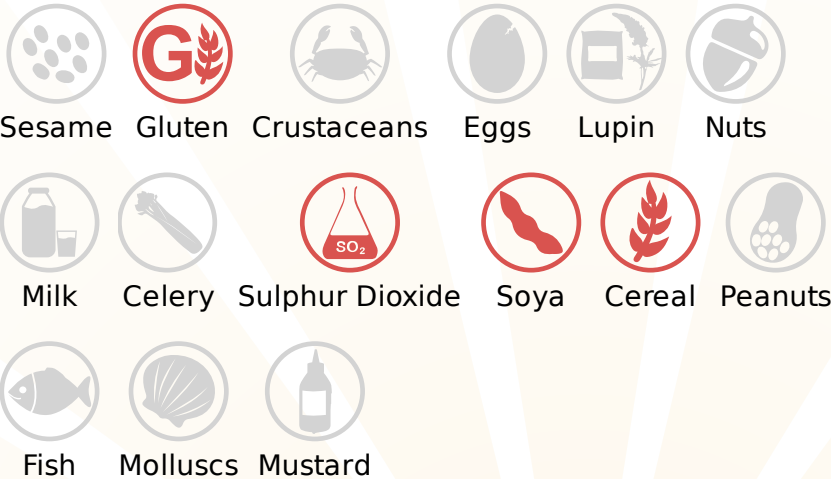 G
Sesame Gluten Crustaceans Eggs Lupin Nuts
SO₂
Milk Celery Sulphur Dioxide Soya Cereal Peanuts
Fish Molluscs Mustard